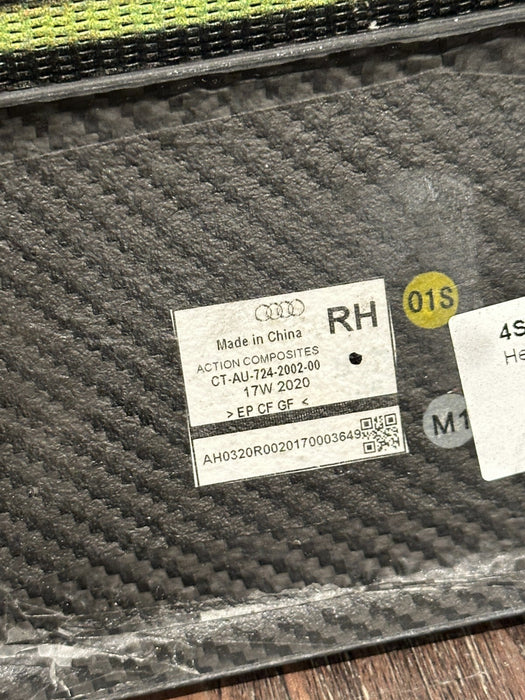 RH
Made in China
ACTION COMPOSITES
CT-AU-724-2002-00
17W 2020
>EP CF GF <
AH0320R0020170003649
01S
4S
He
M1